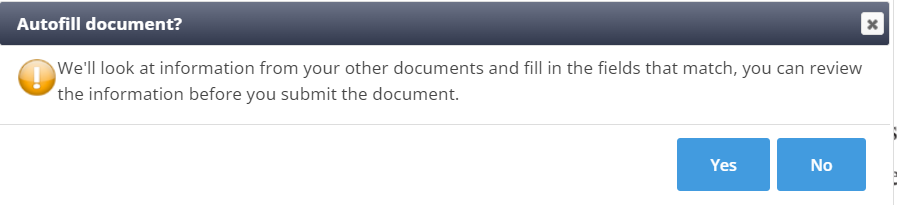 Autofill document?
We'll look at information from your other documents and fill in the fields that match, you can review
the information before you submit the document.
Yes No